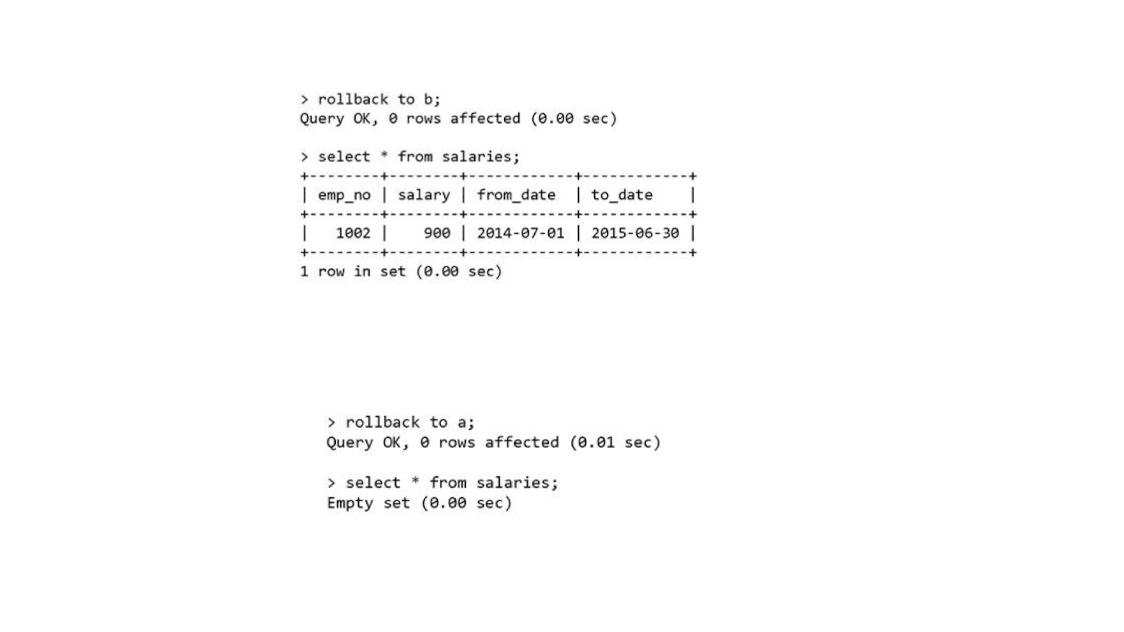 > rollback to b;
Query OK, 0 rows affected (0.00 sec)
> select * from salaries;
+--------+--------+------------+------------+
| emp_no | salary | from_date  | to_date    |
+--------+--------+------------+------------+
|   1002 |    900 | 2014-07-01 | 2015-06-30 |
+--------+--------+------------+------------+
1 row in set (0.00 sec)
> rollback to a;
Query OK, 0 rows affected (0.01 sec)
> select * from salaries;
Empty set (0.00 sec)